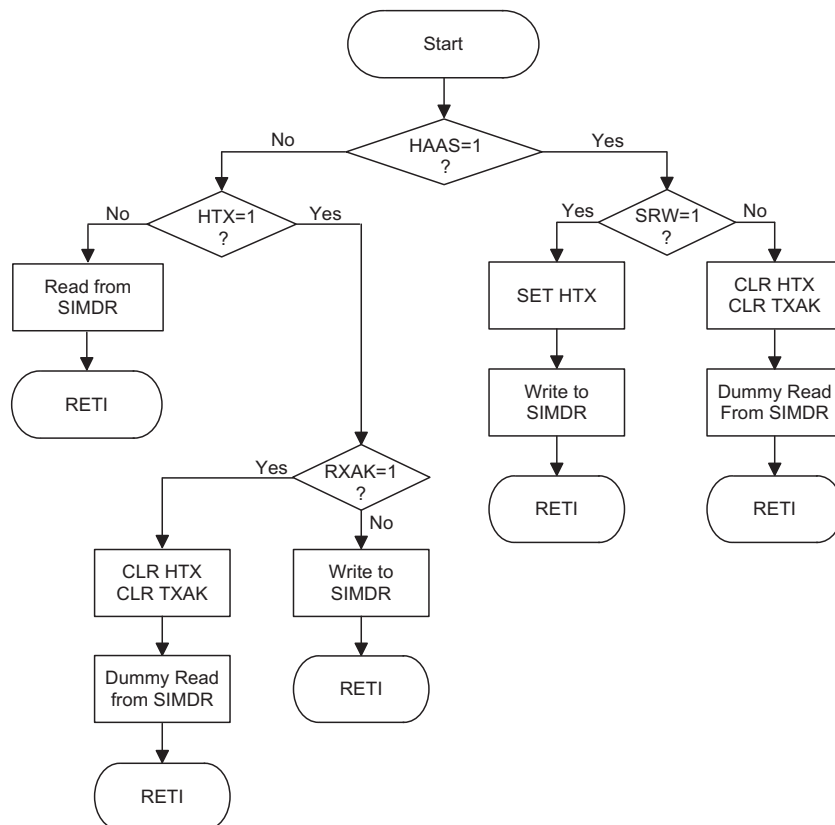 Start
No
HAAS=1
?
Yes
No
HTX=1
?
Yes
Yes
SRW=1
?
No
Read from
SIMDR
SET HTX
CLR HTX
CLR TXAK
RETI
Write to
SIMDR
Dummy Read
From SIMDR
Yes
RXAK=1
?
No
RETI
RETI
CLR HTX
CLR TXAK
Write to
SIMDR
Dummy Read
from SIMDR
RETI
RETI